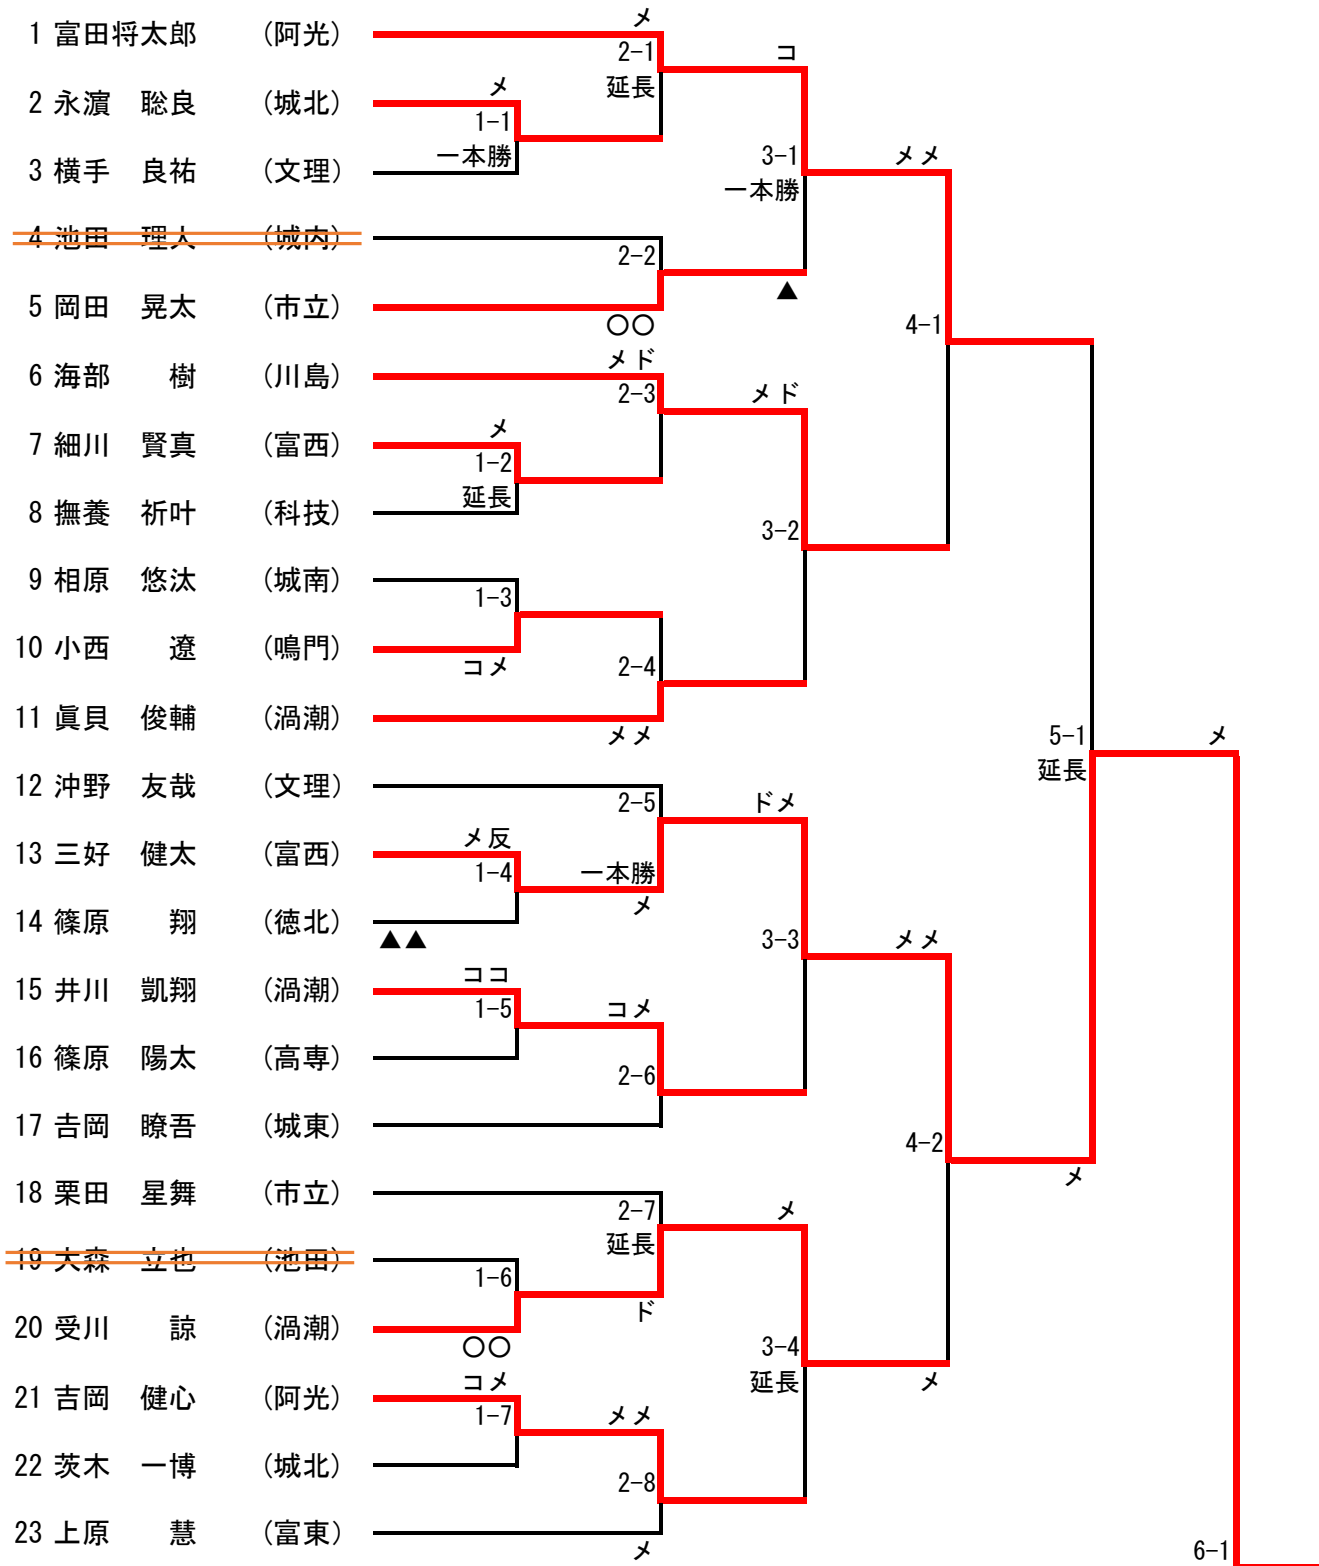 メ
1 富田将太郎 (阿光)
2-1
コ
延長
メ
2 永濵 聡良 (城北)
1-1
一本勝
3-1
メメ
3 横手 良祐 (文理)
一本勝
4 池田 理人 (城内)
2-2
▲
5 岡田 晃太 (市立)
○○
4-1
メド
6 海部 樹 (川島)
2-3
メド
メ
7 細川 賢真 (富西)
1-2
延長
8 撫養 祈叶 (科技)
3-2
9 相原 悠汰 (城南)
1-3
10 小西 遼 (鳴門)
コメ
2-4
11 眞貝 俊輔 (渦潮)
メメ
5-1
メ
延長
12 沖野 友哉 (文理)
2-5
ドメ
メ反
13 三好 健太 (富西)
1-4
一本勝
メ
14 篠原 翔 (徳北)
▲▲
3-3
メメ
ココ
15 井川 凱翔 (渦潮)
1-5
コメ
16 篠原 陽太 (高専)
2-6
17 𠮷岡 瞭吾 (城東)
4-2
メ
18 栗田 星舞 (市立)
2-7
メ
延長
19 大森 立也 (池田)
1-6
ド
20 受川 諒 (渦潮)
○○
3-4
延長
メ
コメ
21 吉岡 健心 (阿光)
1-7
メメ
22 茨木 一博 (城北)
2-8
23 上原 慧 (富東)
メ
6-1